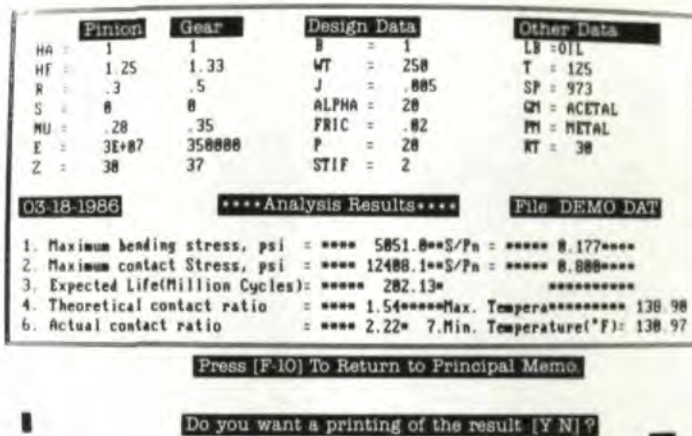 Pinion Gear Design Data Other Data
HA = 1 1 B = 1 LB =OIL
HF = 1.25 1.33 WT = 250 T = 125
R = .3 .5 J = .005 SP = 973
S = 0 0 ALPHA = 20 GM = ACETAL
MU = .28 .35 FRIC = .02 PM = METAL
E = 3E+07 350000 P = 20 RT = 30
Z = 30 37 STIF = 2
03-18-1986 ••••Analysis Results•••• File DEMO DAT
1. Maximum bending stress, psi = **** 5051.0**S/Pn = ***** 0.177****
2. Maximum contact Stress, psi = **** 12408.1**S/Pn = ***** 0.800****
3. Expected Life(Million Cycles)= ***** 202.13* **********
4. Theoretical contact ratio = **** 1.54*****Max. Tempera********* 130.98
6. Actual contact ratio = **** 2.22* 7.Min. Temperature(°F)= 130.97
Press [F-10] To Return to Principal Memo.
Do you want a printing of the result [Y N]?